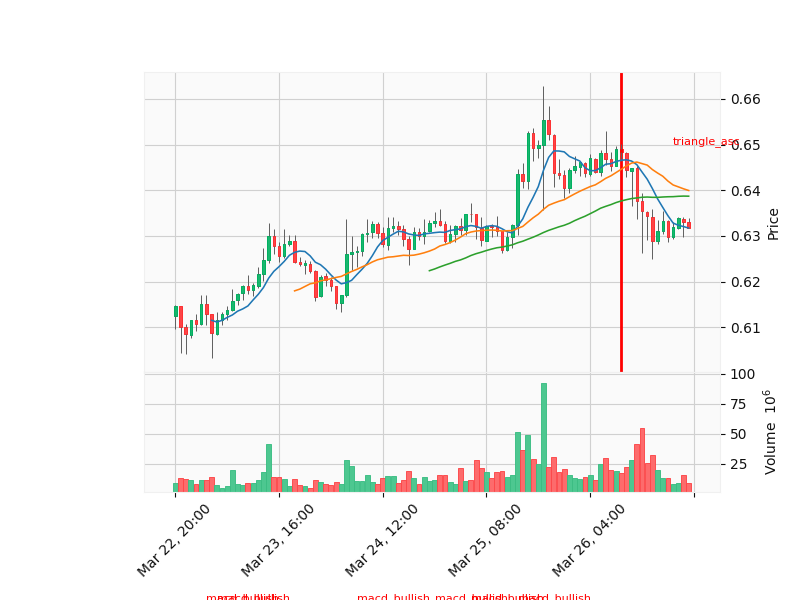 0.66
triangle_asc
0.65
0.64
0.63
0.62
0.61
Price
100
75
50
25
Volume 10^6
Mar 22, 20:00
Mar 23, 16:00
Mar 24, 12:00
Mar 25, 08:00
Mar 26, 04:00
macd_bullish macd_bullish macd_bullish